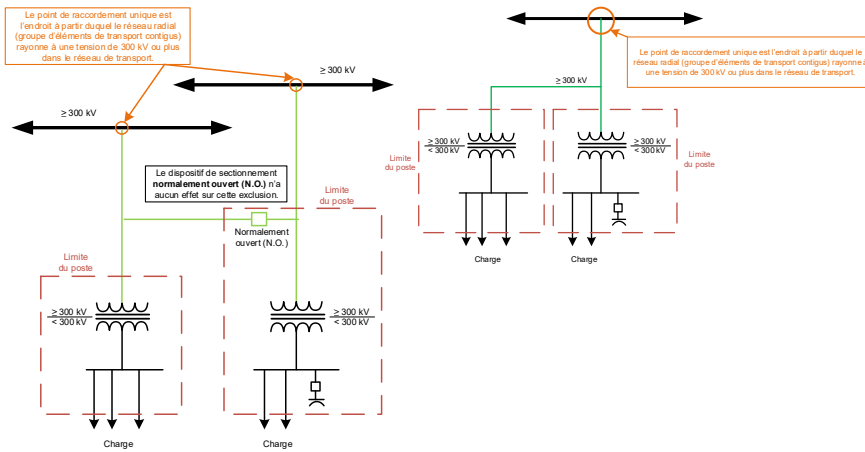 Le point de raccordement unique est
l'endroit à partir duquel le réseau radial
(groupe d'éléments de transport contigus)
rayonne à une tension de 300 kV ou plus
dans le réseau de transport.
≥ 300 kV
≥ 300 kV
Le dispositif de sectionnement
normalement ouvert (N.O.) n'a
aucun effet sur cette exclusion.
Limite
du poste
Normalement
ouvert (N.O.)
Limite
du poste
≥ 300 kV
< 300 kV
≥ 300 kV
< 300 kV
Charge
Charge
Le point de raccordement unique est l'endroit à partir duquel le
réseau radial (groupe d'éléments de transport contigus) rayonne à
une tension de 300 kV ou plus dans le réseau de transport.
≥ 300 kV
≥ 300 kV
< 300 kV
Limite
du poste
≥ 300 kV
< 300 kV
Limite
du poste
Charge
Charge